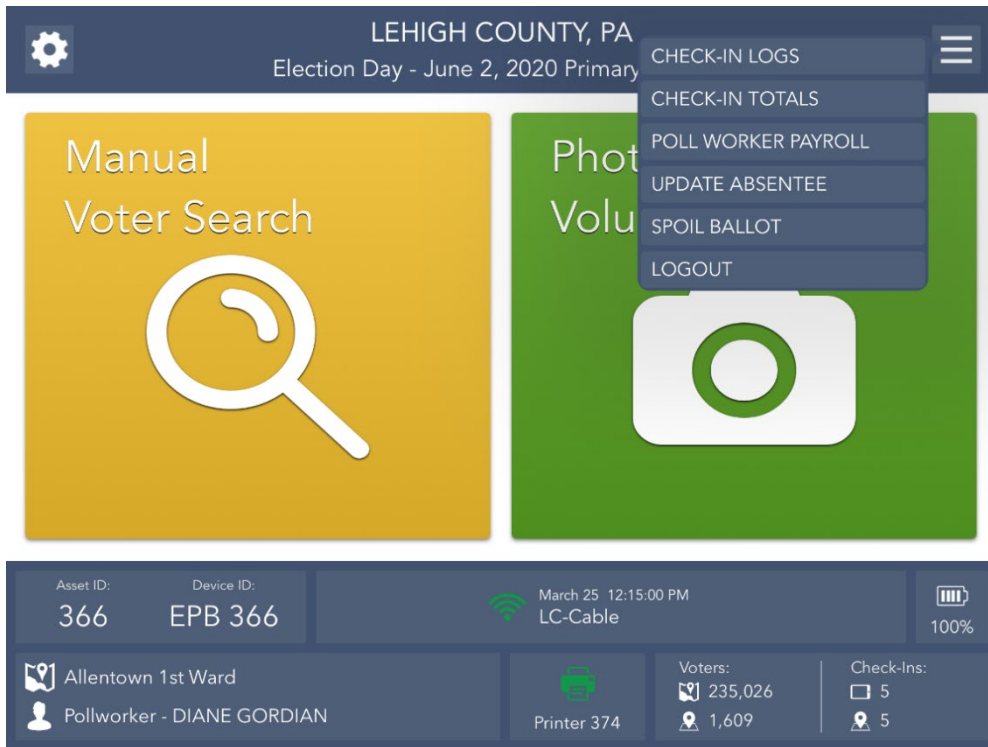 LEHIGH COUNTY, PA
Election Day - June 2, 2020 Primary
CHECK-IN LOGS
CHECK-IN TOTALS
POLL WORKER PAYROLL
UPDATE ABSENTEE
SPOIL BALLOT
LOGOUT
Manual
Voter Search
Phot
Volu
Asset ID:
366
Device ID:
EPB 366
March 25 12:15:00 PM
LC-Cable
100%
Allentown 1st Ward
Pollworker - DIANE GORDIAN
Printer 374
Voters:
235,026
1,609
Check-Ins:
5
5